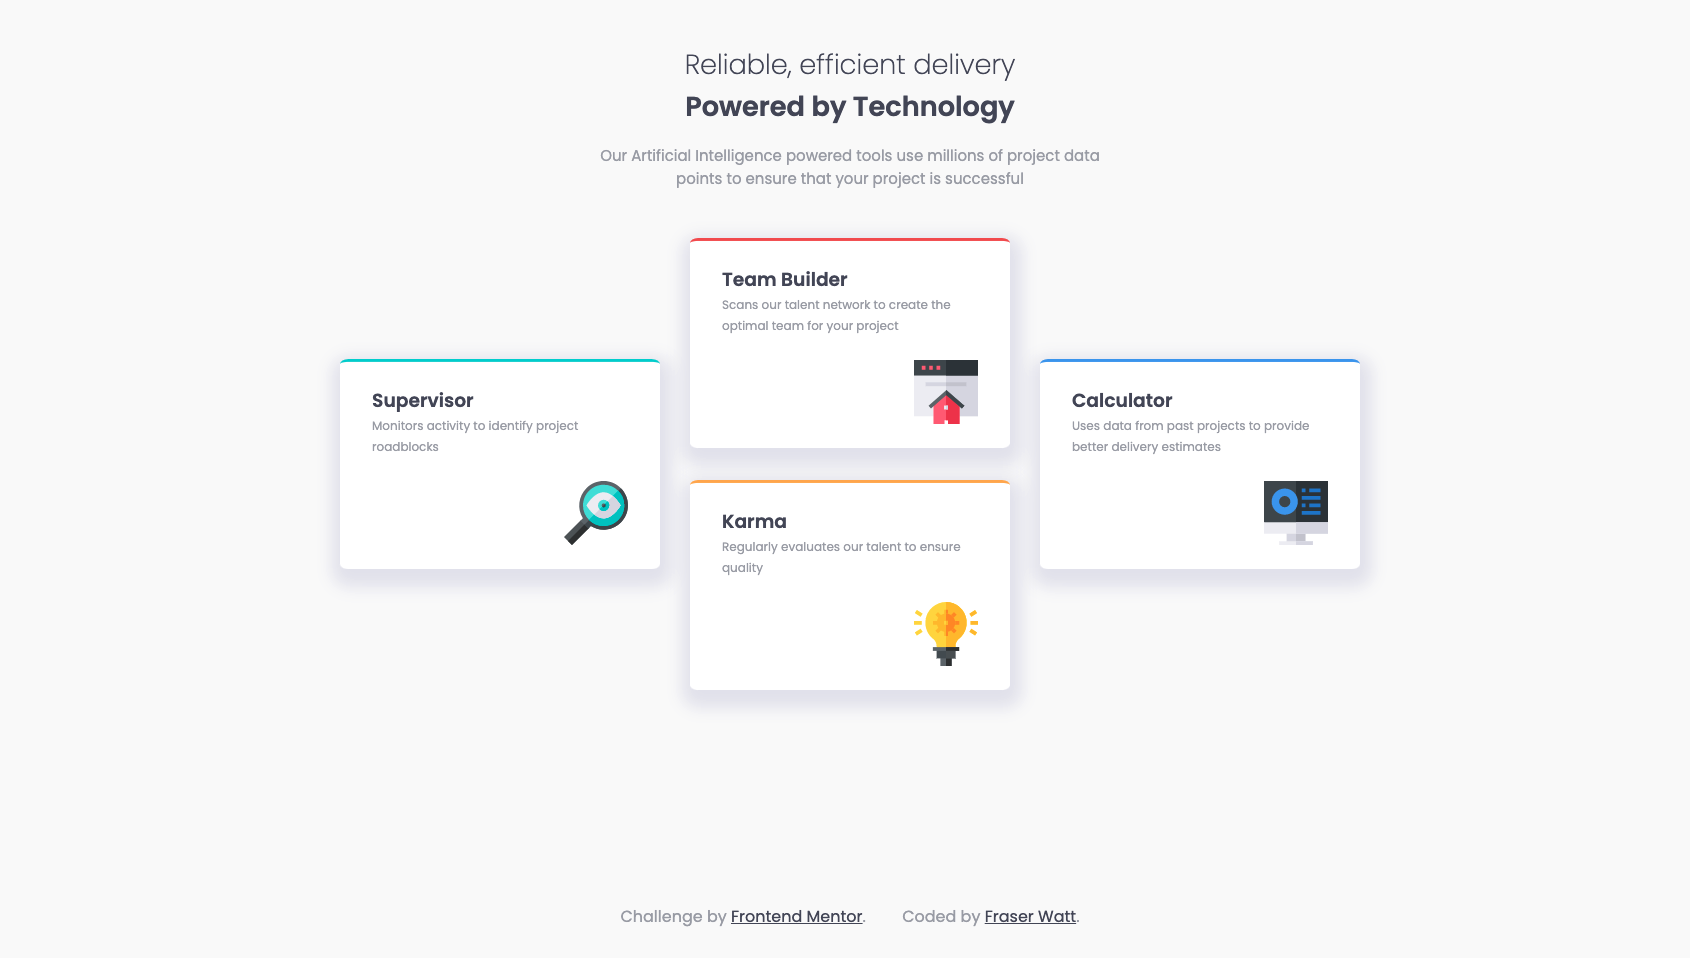 Reliable, efficient delivery
Powered by Technology
Our Artificial Intelligence powered tools use millions of project data
points to ensure that your project is successful
Team Builder
Scans our talent network to create the
optimal team for your project
Supervisor
Monitors activity to identify project
roadblocks
Calculator
Uses data from past projects to provide
better delivery estimates
Karma
Regularly evaluates our talent to ensure
quality
Challenge by Frontend Mentor. Coded by Fraser Watt.